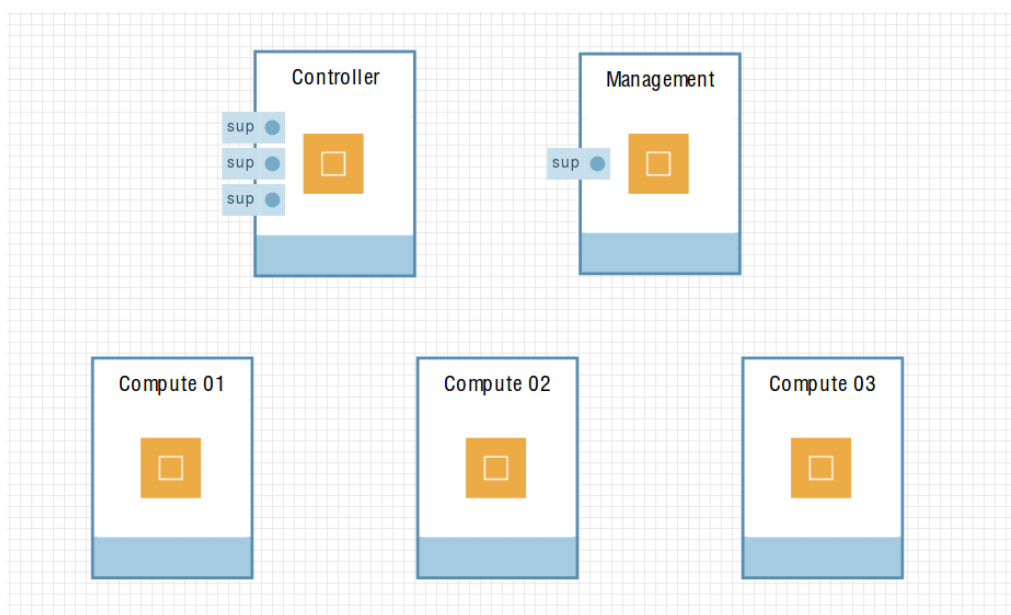 Controller
sup
sup
sup
Management
sup
Compute 01
Compute 02
Compute 03